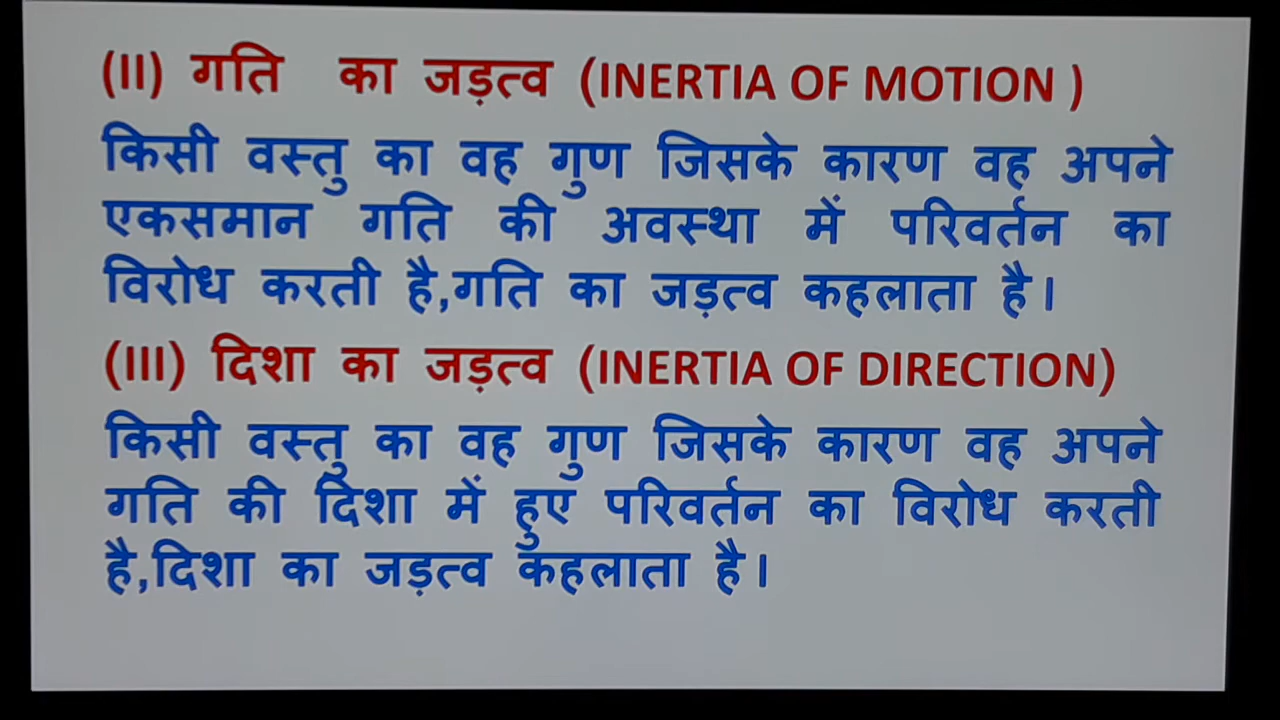 (II) गति का जड़त्व (INERTIA OF MOTION )
किसी वस्तु का वह गुण जिसके कारण वह अपने
एकसमान गति की अवस्था में परिवर्तन का
विरोध करती है,गति का जड़त्व कहलाता है।
(III) दिशा का जड़त्व (INERTIA OF DIRECTION)
किसी वस्तु का वह गुण जिसके कारण वह अपने
गति की दिशा में हुए परिवर्तन का विरोध करती
है,दिशा का जड़त्व कहलाता है।